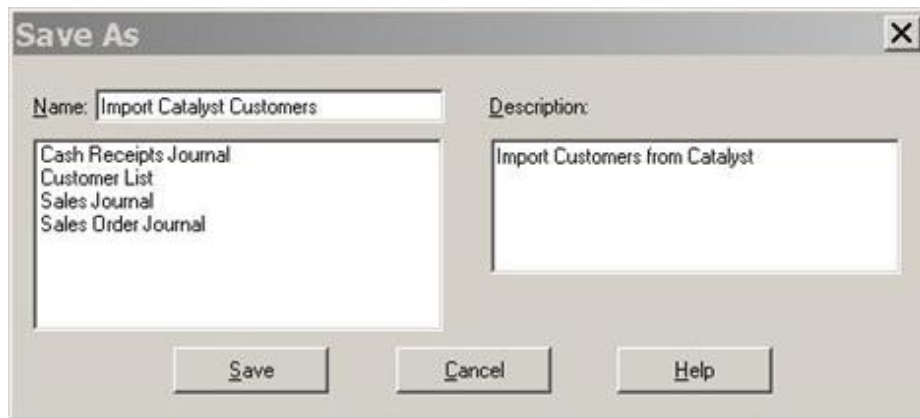 Save As
Name: Import Catalyst Customers
Description:
Cash Receipts Journal
Customer List
Sales Journal
Sales Order Journal
Import Customers from Catalyst
Save
Cancel
Help